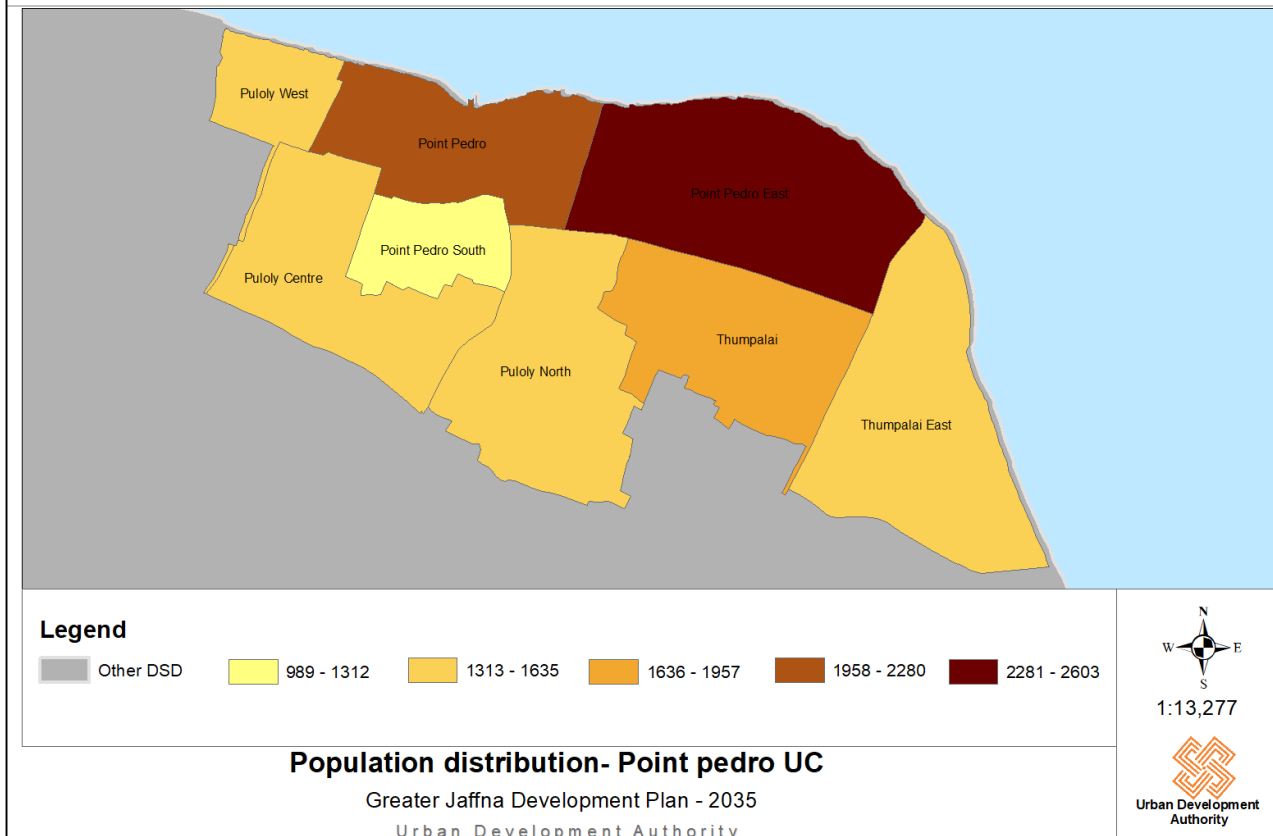 Puloly West
Point Pedro
Point Pedro East
Point Pedro South
Puloly Centre
Thumpalai
Puloly North
Thumpalai East
Legend
Other DSD
989 - 1312
1313 - 1635
1636 - 1957
1958 - 2280
2281 - 2603
N
W E
S
1:13,277
Population distribution- Point pedro UC
Greater Jaffna Development Plan - 2035
Urban Development Authority
Urban Development
Authority